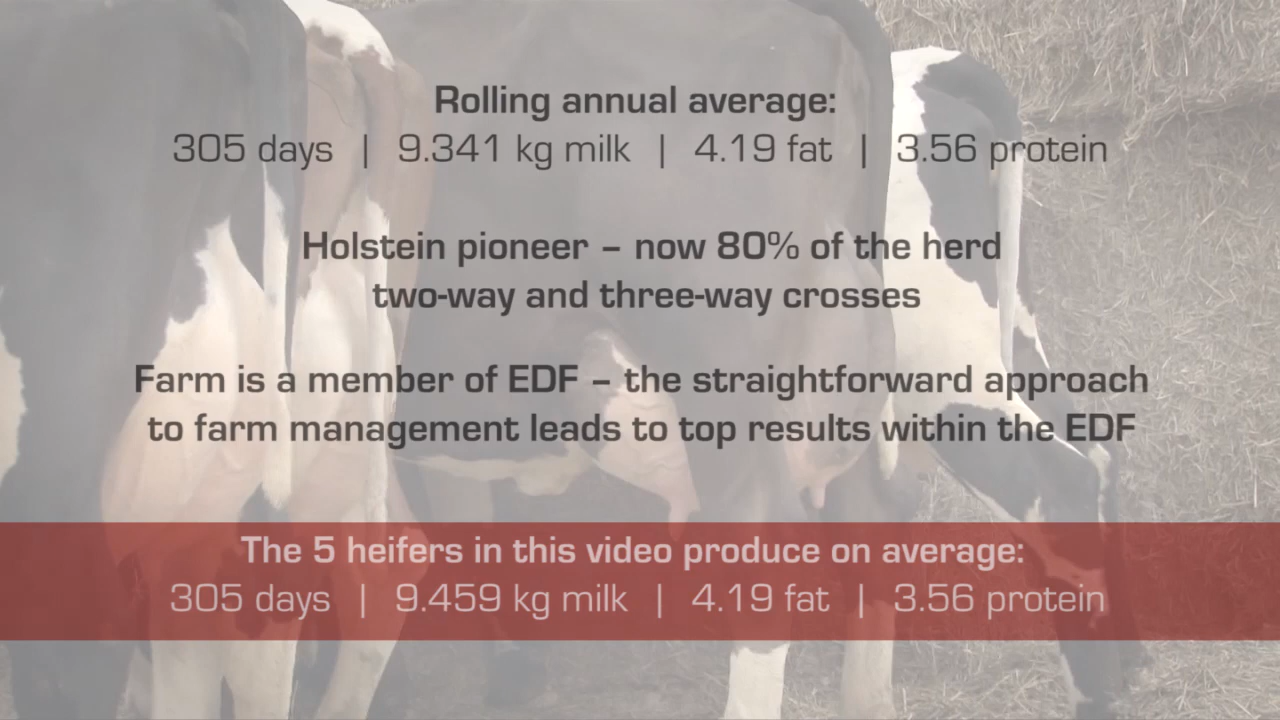 Rolling annual average:
305 days | 9.341 kg milk | 4.19 fat | 3.56 protein
Holstein pioneer – now 80% of the herd
two-way and three-way crosses
Farm is a member of EDF – the straightforward approach
to farm management leads to top results within the EDF
The 5 heifers in this video produce on average:
305 days | 9.459 kg milk | 4.19 fat | 3.56 protein